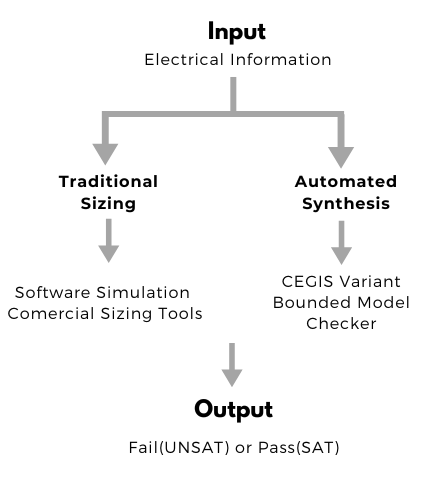 Input
Electrical Information
Traditional
Sizing
Automated
Synthesis
Software Simulation
Comercial Sizing Tools
CEGIS Variant
Bounded Model
Checker
Output
Fail(UNSAT) or Pass(SAT)